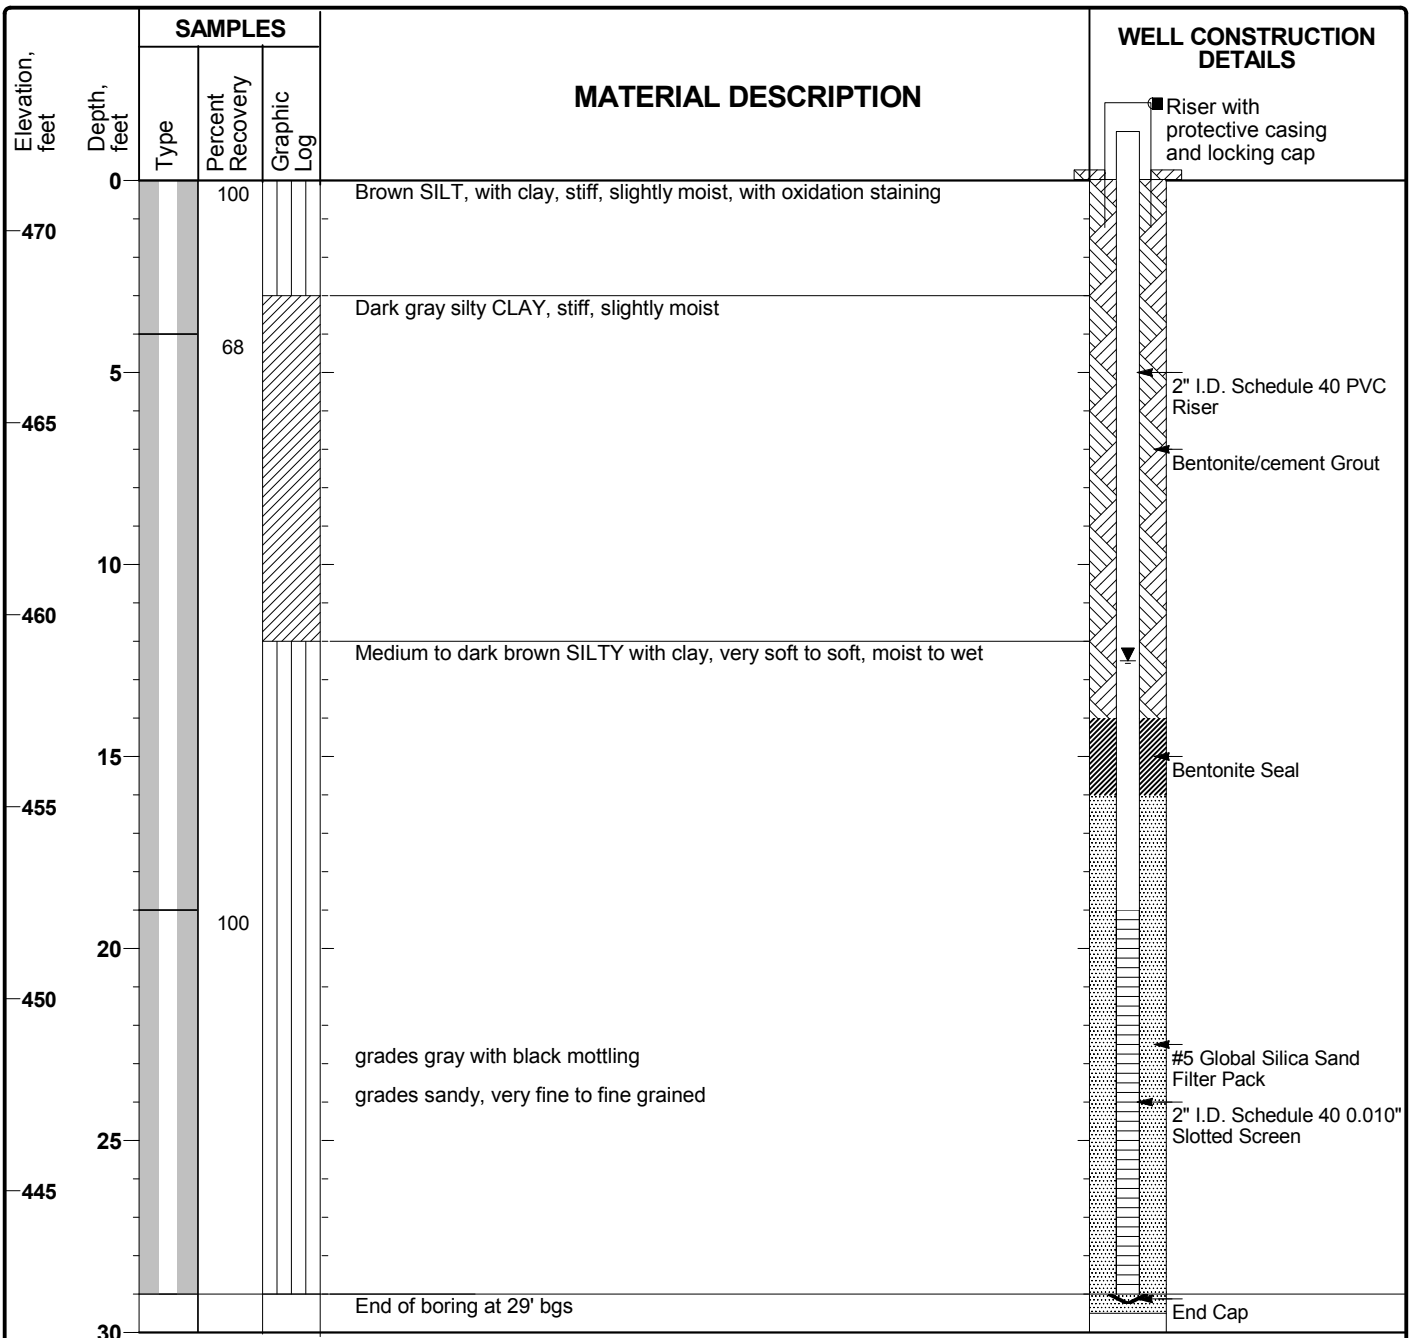 SAMPLES
WELL CONSTRUCTION
DETAILS
Elevation,
feet
Depth,
feet
Type
Percent
Recovery
Graphic
Log
MATERIAL DESCRIPTION
Riser with
protective casing
and locking cap
0
100
Brown SILT, with clay, stiff, slightly moist, with oxidation staining
470
Dark gray silty CLAY, stiff, slightly moist
68
5
2" I.D. Schedule 40 PVC
Riser
465
Bentonite/cement Grout
10
460
Medium to dark brown SILTY with clay, very soft to soft, moist to wet
15
Bentonite Seal
455
100
20
450
grades gray with black mottling
#5 Global Silica Sand
Filter Pack
grades sandy, very fine to fine grained
2" I.D. Schedule 40 0.010"
Slotted Screen
25
445
End of boring at 29' bgs
End Cap
30